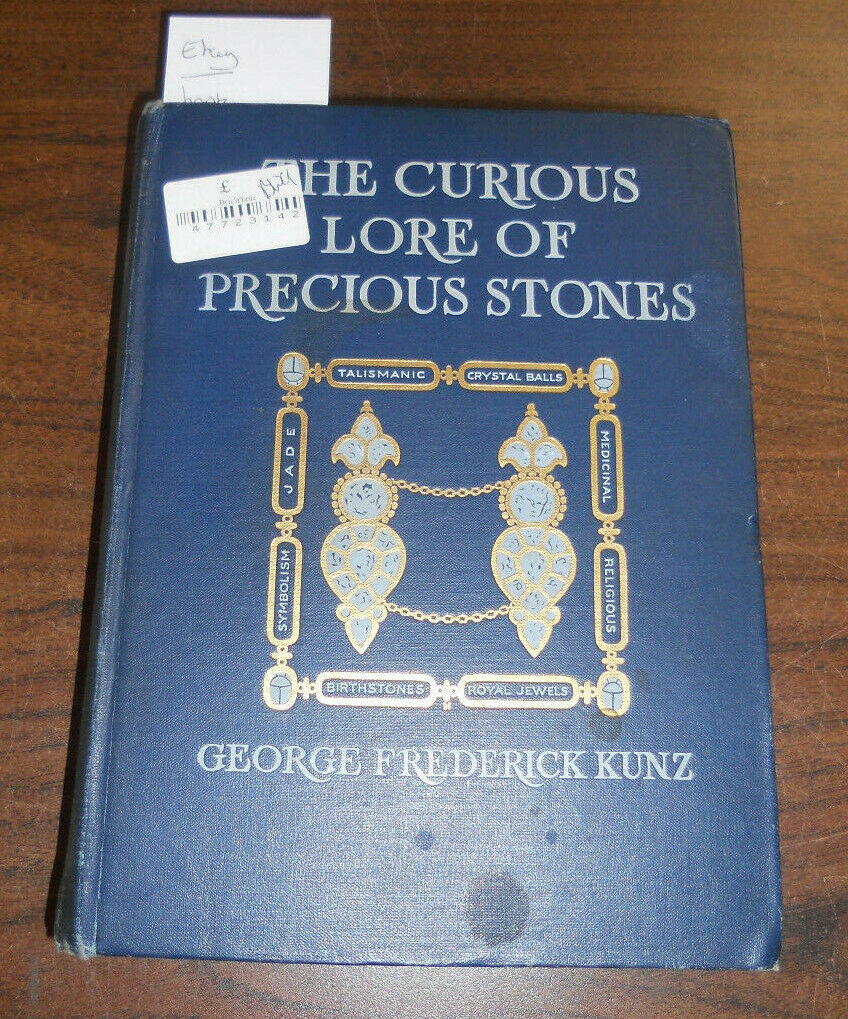 Ebay
book
£
47723142
THE CURIOUS
LORE OF
PRECIOUS STONES
TALISMANIC
CRYSTAL BALLS
JADE
MEDICINAL
SYMBOLISM
RELIGIOUS
BIRTHSTONES
ROYAL JEWELS
GEORGE FREDERICK KUNZ